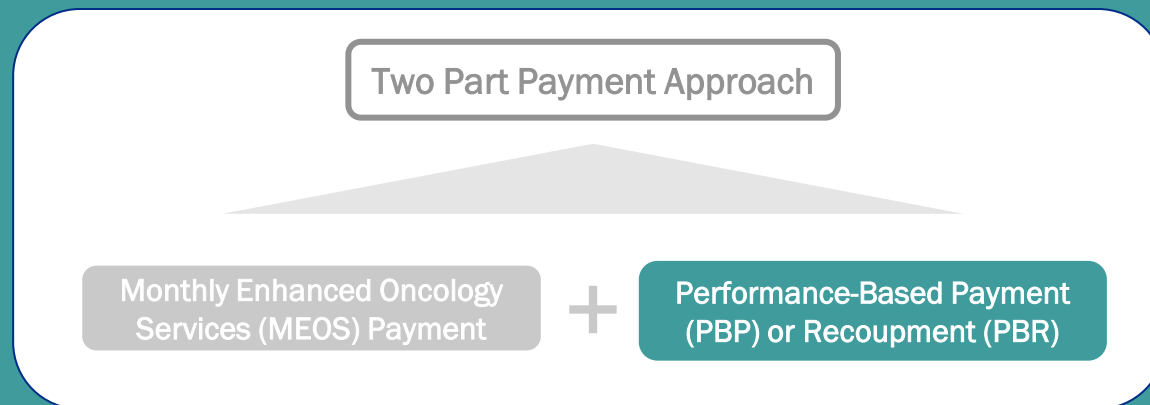 Two Part Payment Approach
Monthly Enhanced Oncology
Services (MEOS) Payment
+
Performance-Based Payment
(PBP) or Recoupment (PBR)